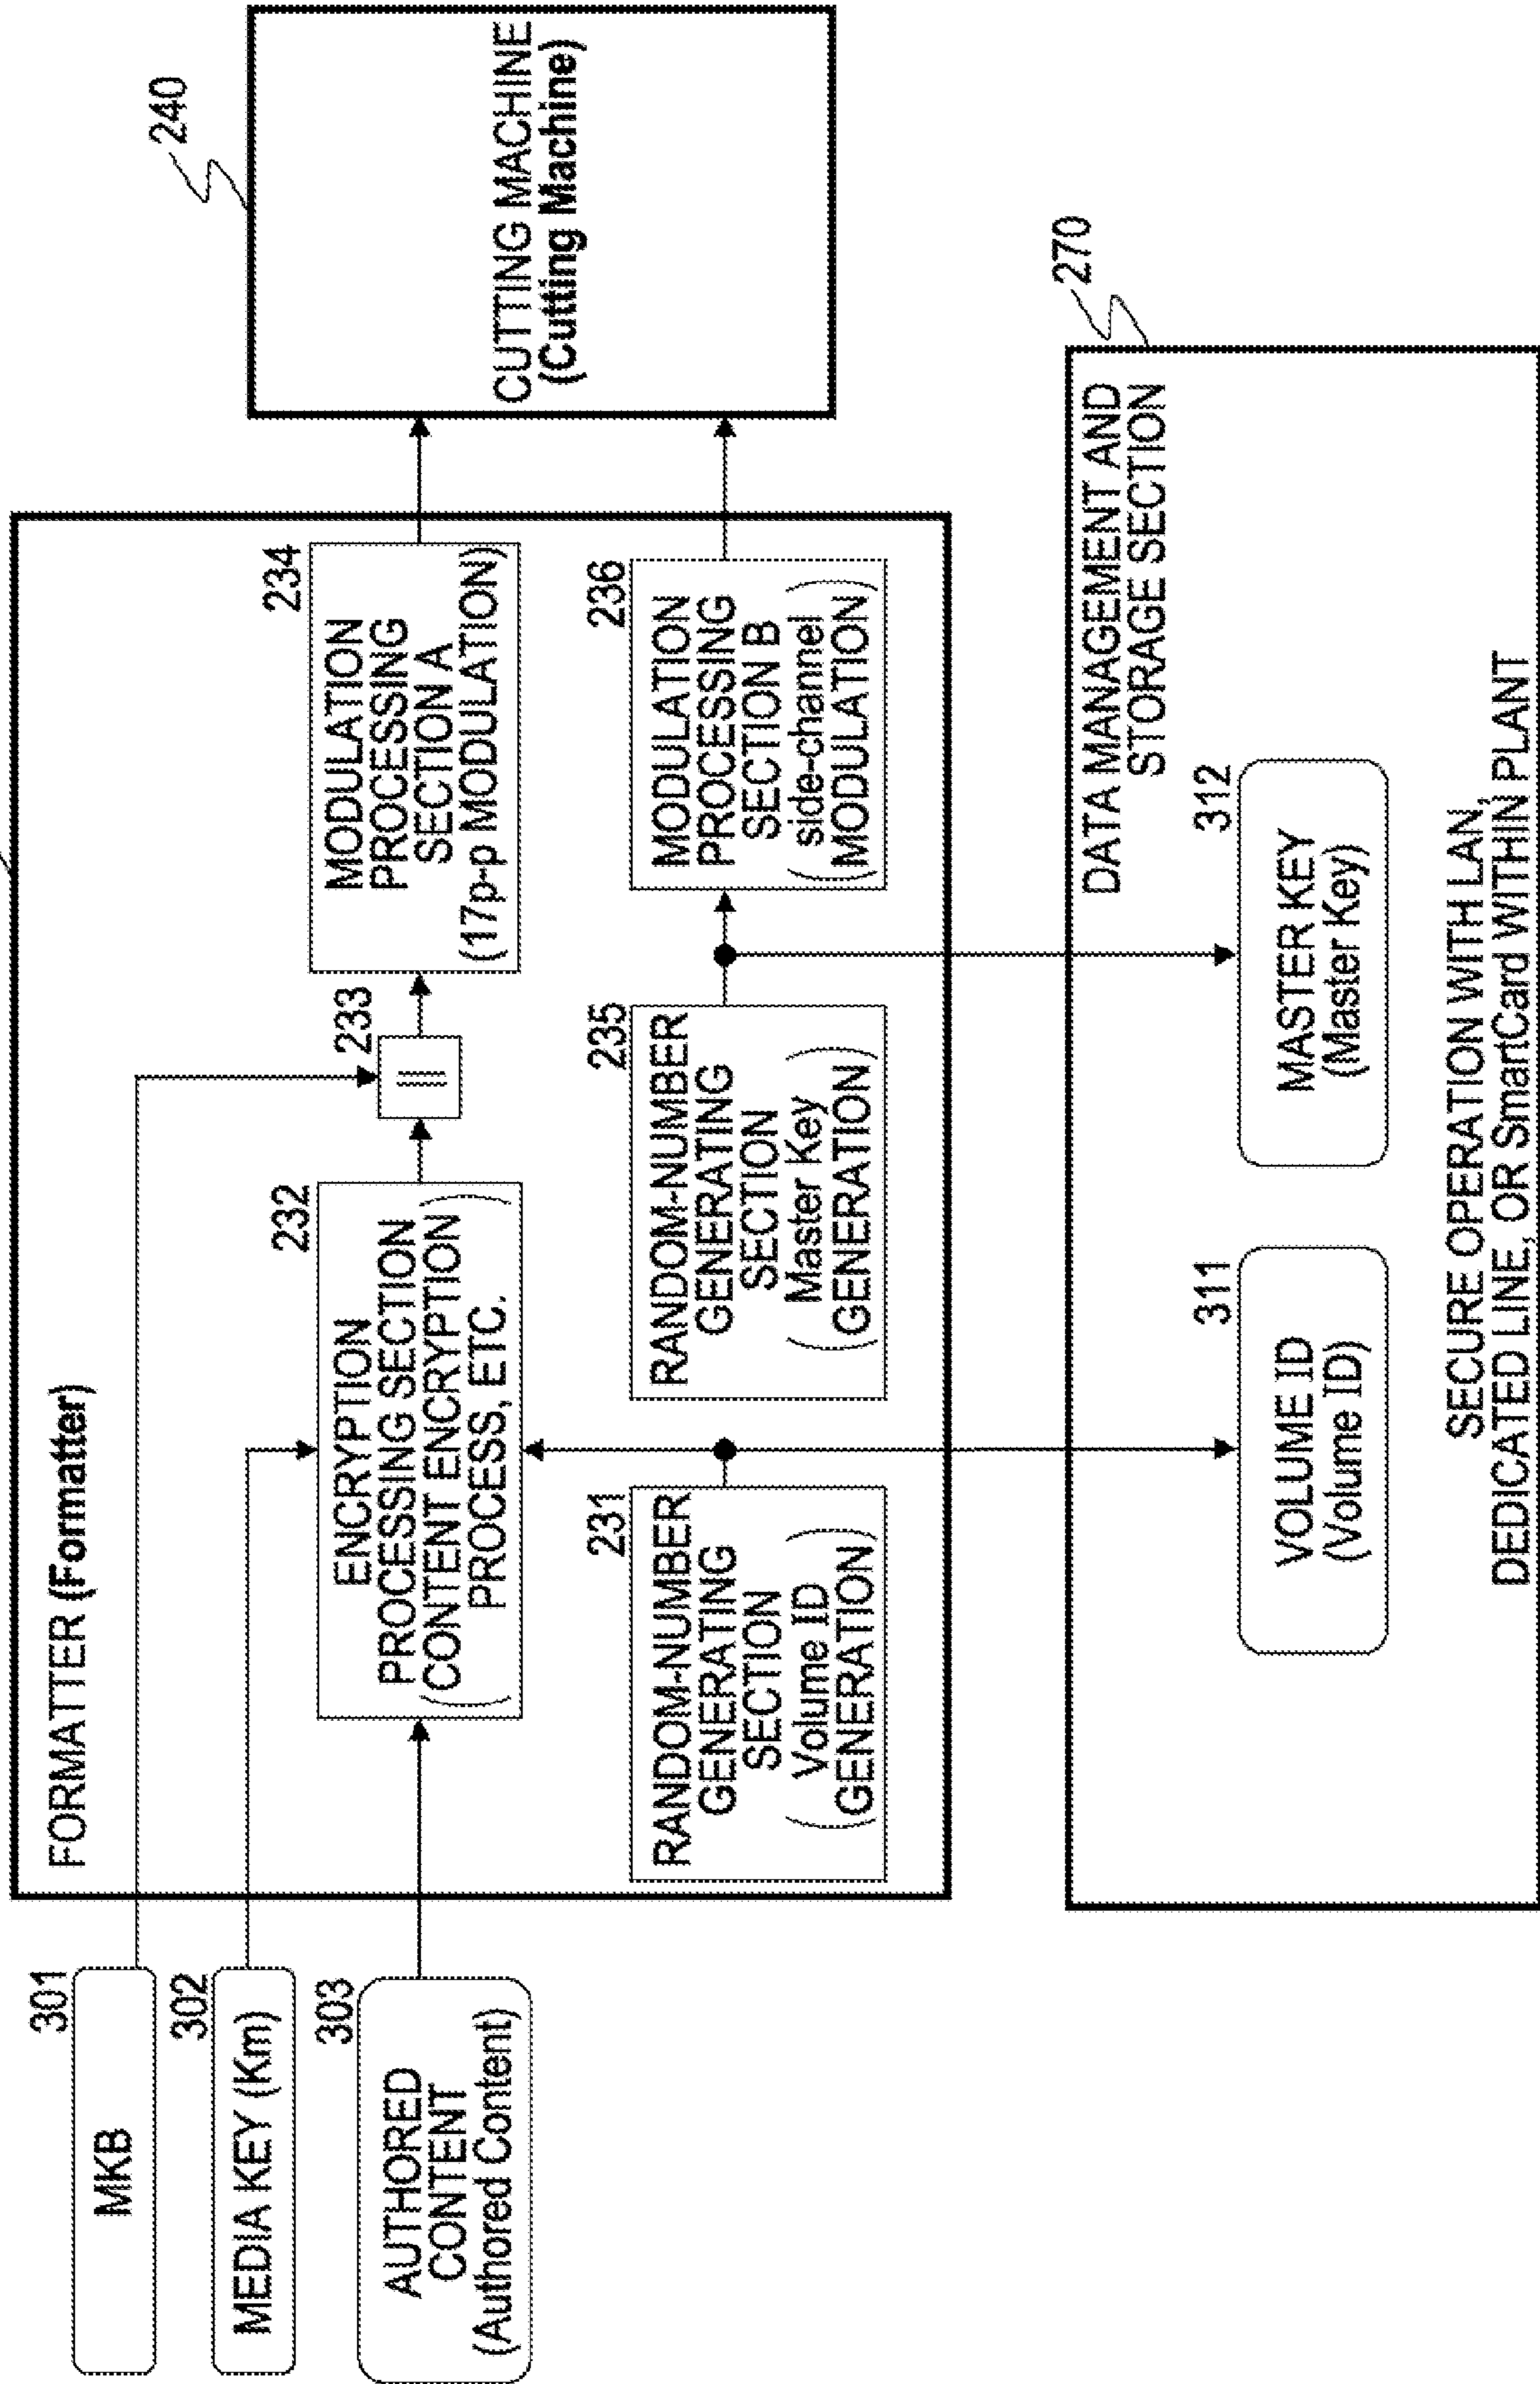 301
MKB
302
MEDIA KEY (Km)
303
AUTHORED
CONTENT
(Authored Content)
FORMATTER (Formatter)
232
ENCRYPTION
PROCESSING SECTION
(CONTENT ENCRYPTION
PROCESS, ETC.)
233
||
234
MODULATION
PROCESSING
SECTION A
(17p-p MODULATION)
231
RANDOM-NUMBER
GENERATING
SECTION
(Volume ID
GENERATION)
235
RANDOM-NUMBER
GENERATING
SECTION
(Master Key
GENERATION)
236
MODULATION
PROCESSING
SECTION B
(side-channel
MODULATION)
240
CUTTING MACHINE
(Cutting Machine)
270
DATA MANAGEMENT AND
STORAGE SECTION
311
VOLUME ID
(Volume ID)
312
MASTER KEY
(Master Key)
SECURE OPERATION WITH LAN,
DEDICATED LINE, OR SmartCard WITHIN PLANT